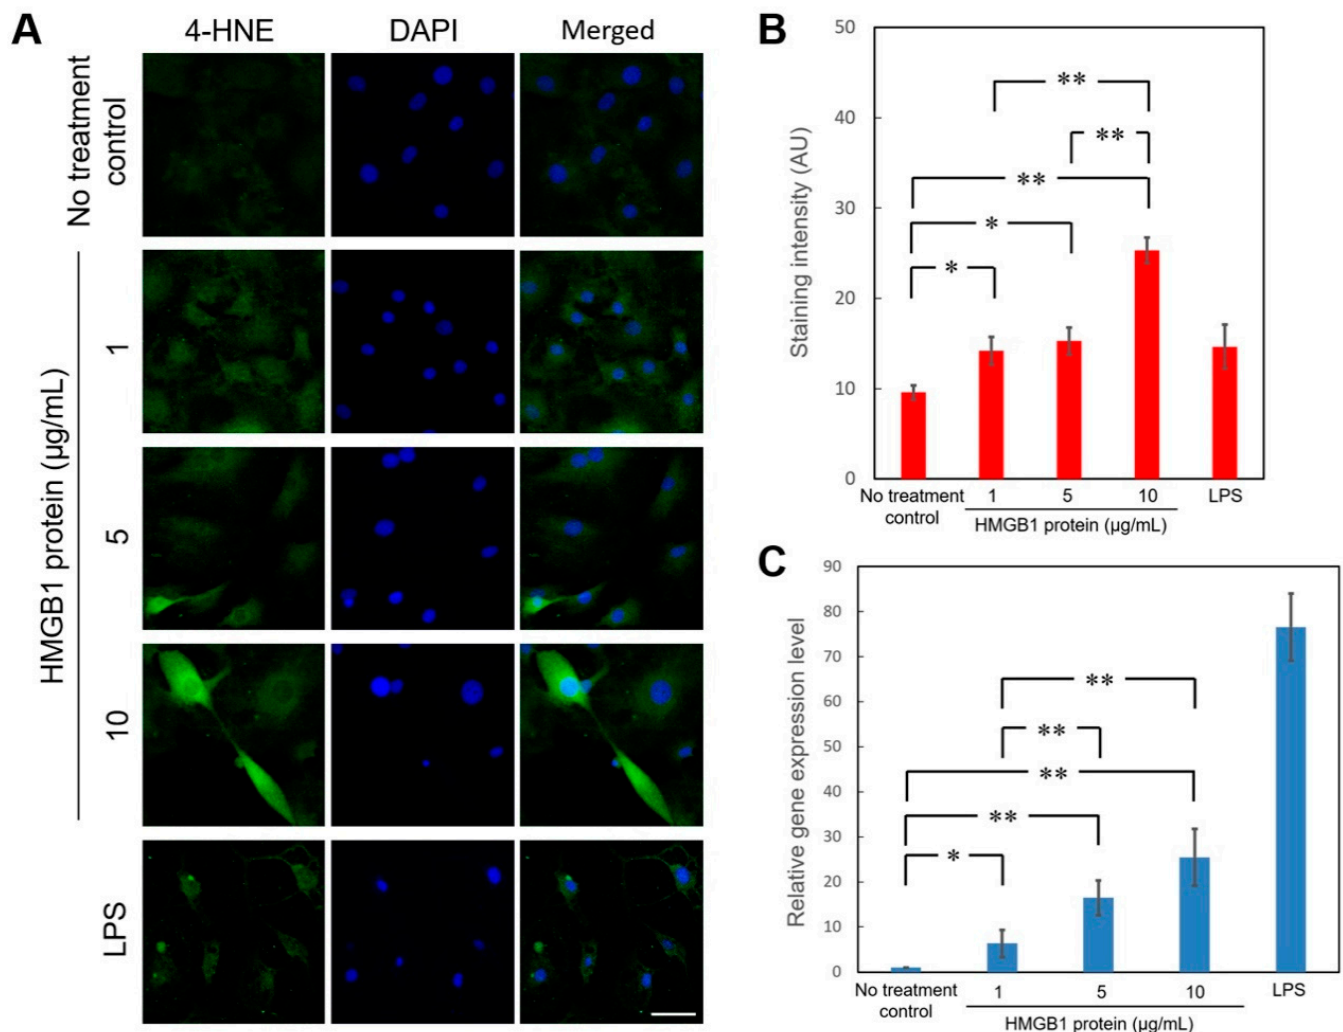 A
4-HNE DAPI Merged
No treatment
control
HMGB1 protein (µg/mL)
1
5
10
LPS
B
Staining intensity (AU)
50
40
30
20
10
0
**
**
**
*
*
No treatment
control
1 5 10 LPS
HMGB1 protein (µg/mL)
C
Relative gene expression level
90
80
70
60
50
40
30
20
10
0
**
**
**
**
*
No treatment
control
1 5 10 LPS
HMGB1 protein (µg/mL)